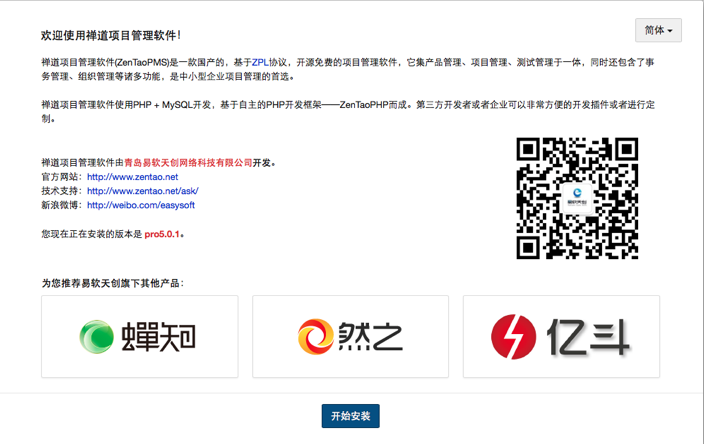 简体
欢迎使用禅道项目管理软件！
禅道项目管理软件(ZenTaoPMS)是一款国产的，基于ZPL协议，开源免费的项目管理软件，它集产品管理、项目管理、测试管理于一体，同时还包含了事
务管理、组织管理等诸多功能，是中小型企业项目管理的首选。
禅道项目管理软件使用PHP + MySQL开发，基于自主的PHP开发框架——ZenTaoPHP而成。第三方开发者或者企业可以非常方便的开发插件或者进行定
制。
禅道项目管理软件由青岛易软天创网络科技有限公司开发。
官方网站：http://www.zentao.net
技术支持：http://www.zentao.net/ask/
新浪微博：http://weibo.com/easysoft
您现在正在安装的版本是 pro5.0.1。
为您推荐易软天创旗下其他产品：
蝉知
然之
亿斗
开始安装